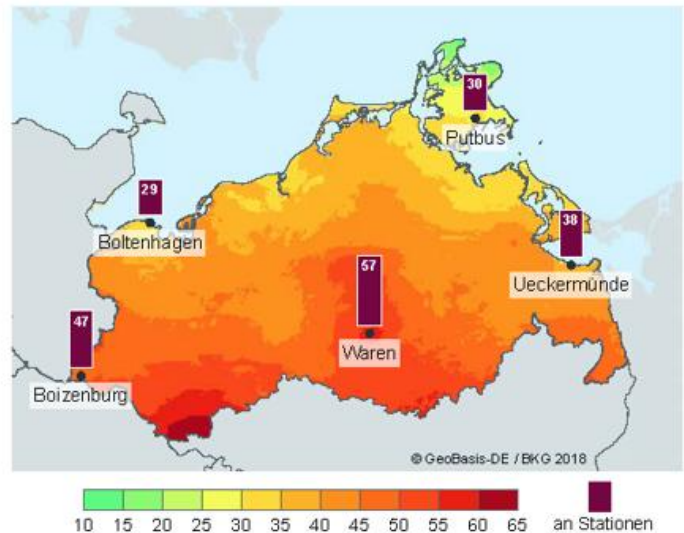 30
Putbus
29
Boltenhagen
38
Ueckermünde
57
Waren
47
Boizenburg
© GeoBasis-DE / BKG 2018
10 15 20 25 30 35 40 45 50 55 60 65 an Stationen